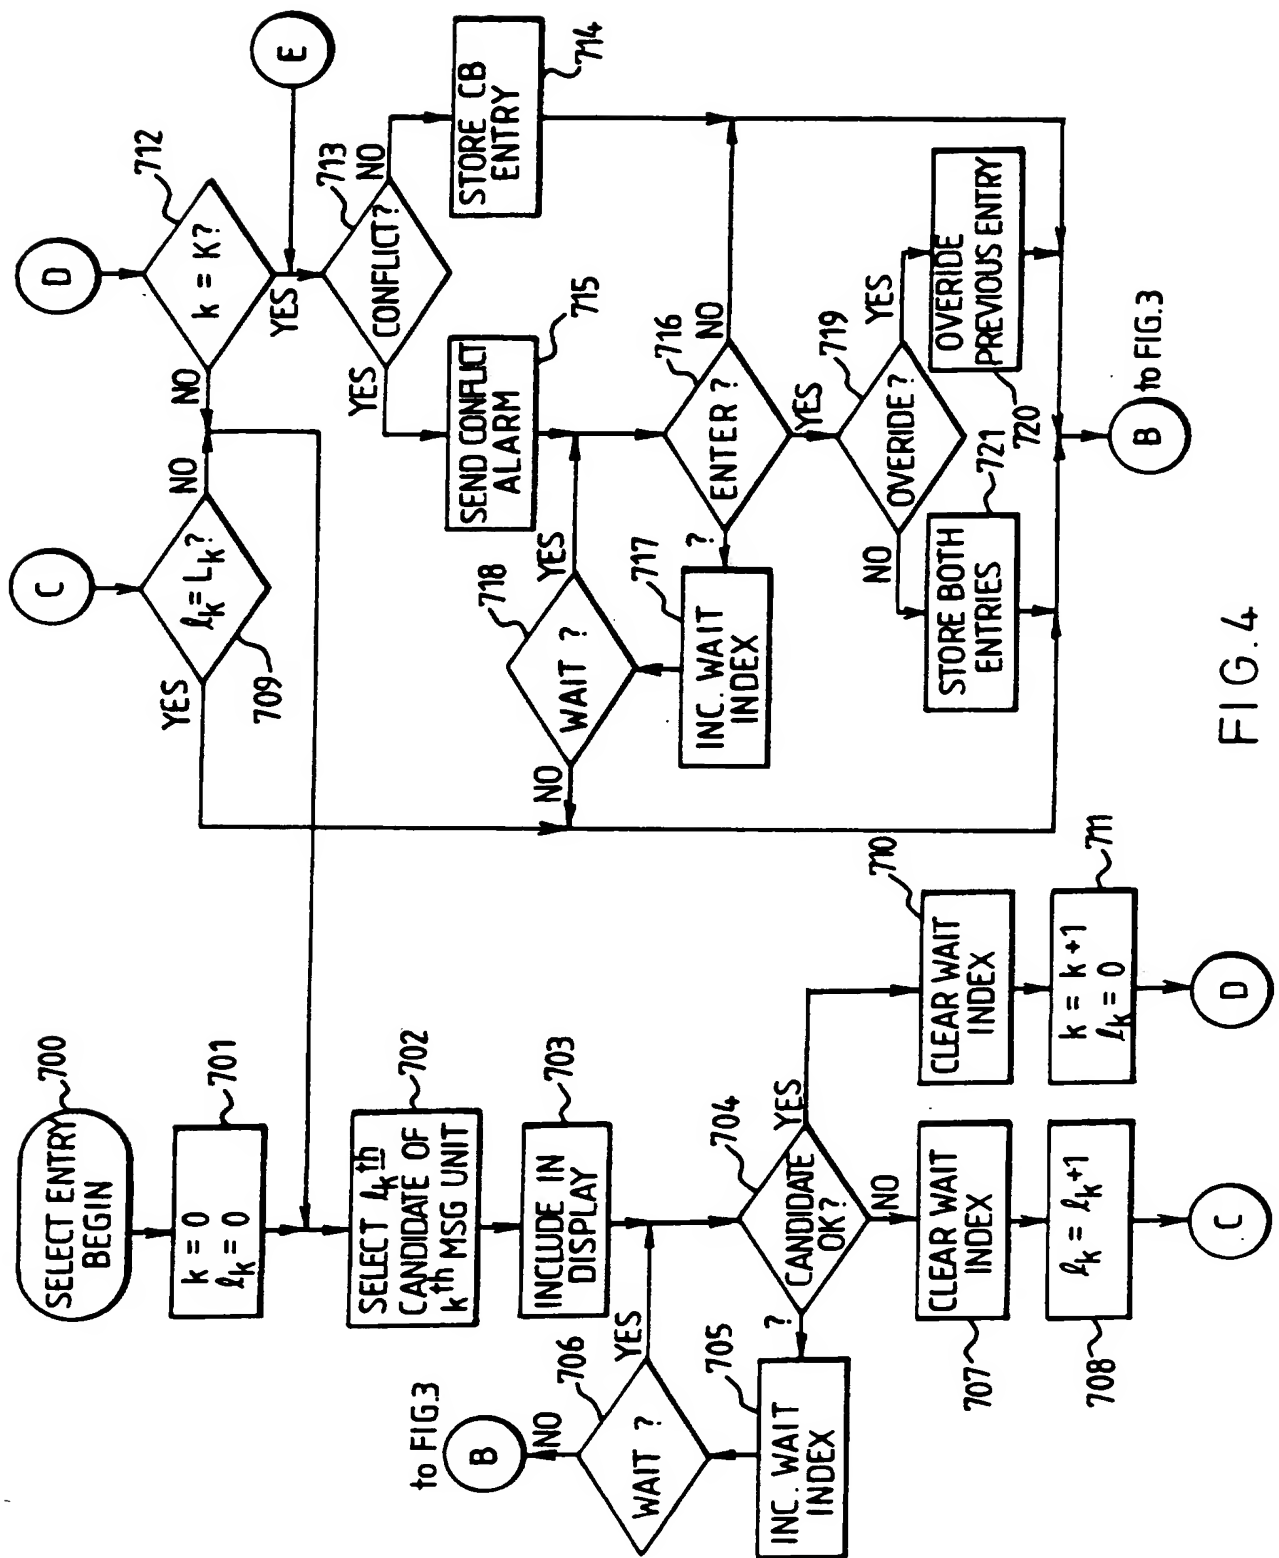 SELECT ENTRY
BEGIN
700
k = 0
ℓk = 0
701
SELECT ℓk th
CANDIDATE OF
k th MSG UNIT
702
INCLUDE IN
DISPLAY
703
to FIG.3
B
NO
WAIT ?
706
YES
INC. WAIT
INDEX
705
?
CANDIDATE
OK?
704
YES
NO
CLEAR WAIT
INDEX
707
ℓk = ℓk+1
708
C
CLEAR WAIT
INDEX
710
k = k+1
ℓk = 0
711
D
C
ℓk = Lk?
709
YES
NO
D
k = K?
712
NO
YES
E
CONFLICT?
713
YES
NO
STORE CB
ENTRY
714
SEND CONFLICT
ALARM
715
ENTER ?
716
NO
YES
?
INC. WAIT
INDEX
717
WAIT ?
718
YES
NO
OVERRIDE?
719
NO
YES
STORE BOTH
ENTRIES
721
OVERIDE
PREVIOUS ENTRY
720
B
to FIG.3
FIG.4